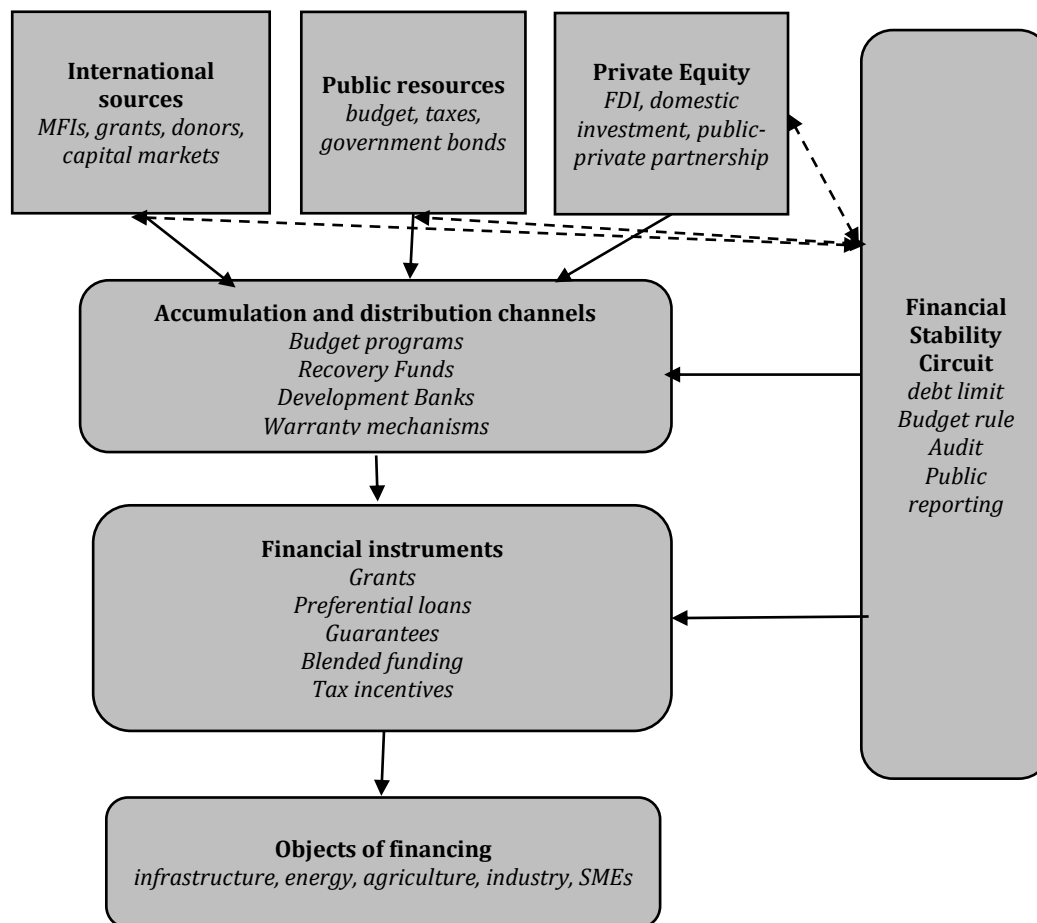 International
sources
MFIs, grants, donors,
capital markets
Public resources
budget, taxes,
government bonds
Private Equity
FDI, domestic
investment, public-
private partnership
Accumulation and distribution channels
Budget programs
Recovery Funds
Development Banks
Warranty mechanisms
Financial
Stability
Circuit
debt limit
Budget rule
Audit
Public
reporting
Financial instruments
Grants
Preferential loans
Guarantees
Blended funding
Tax incentives
Objects of financing
infrastructure, energy, agriculture, industry, SMEs